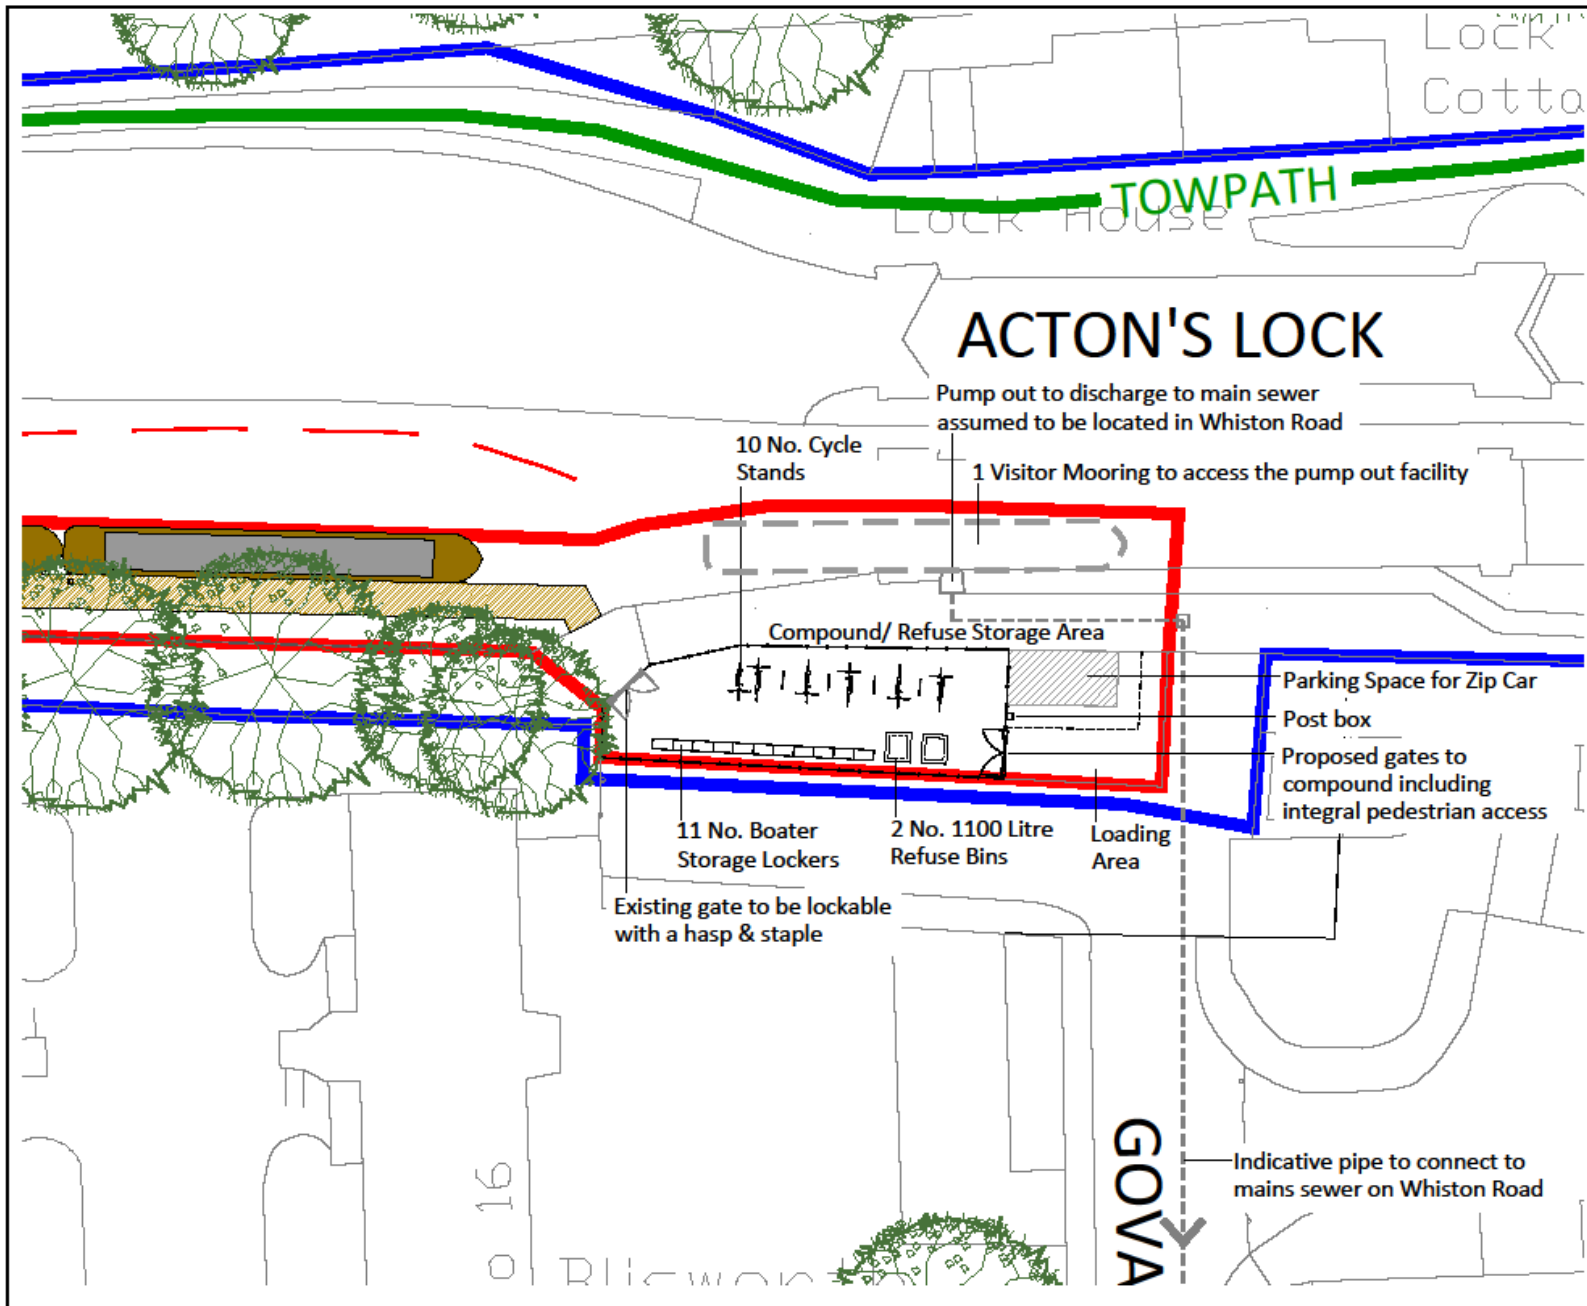 Lock
Cotta
TOWPATH
Lock House
ACTON'S LOCK
Pump out to discharge to main sewer
assumed to be located in Whiston Road
10 No. Cycle
Stands
1 Visitor Mooring to access the pump out facility
Compound/ Refuse Storage Area
Parking Space for Zip Car
Post box
Proposed gates to
compound including
integral pedestrian access
11 No. Boater
Storage Lockers
2 No. 1100 Litre
Refuse Bins
Loading
Area
Existing gate to be lockable
with a hasp & staple
GOVA
Indicative pipe to connect to
mains sewer on Whiston Road
o 16